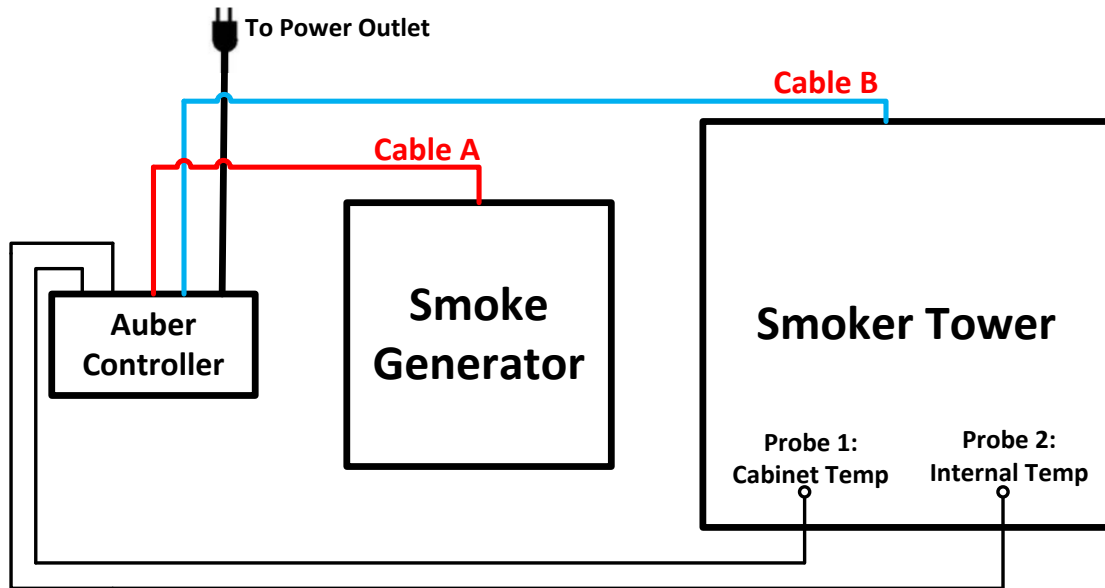 To Power Outlet
Cable B
Cable A
Auber
Controller
Smoke
Generator
Smoker Tower
Probe 1:
Cabinet Temp
Probe 2:
Internal Temp